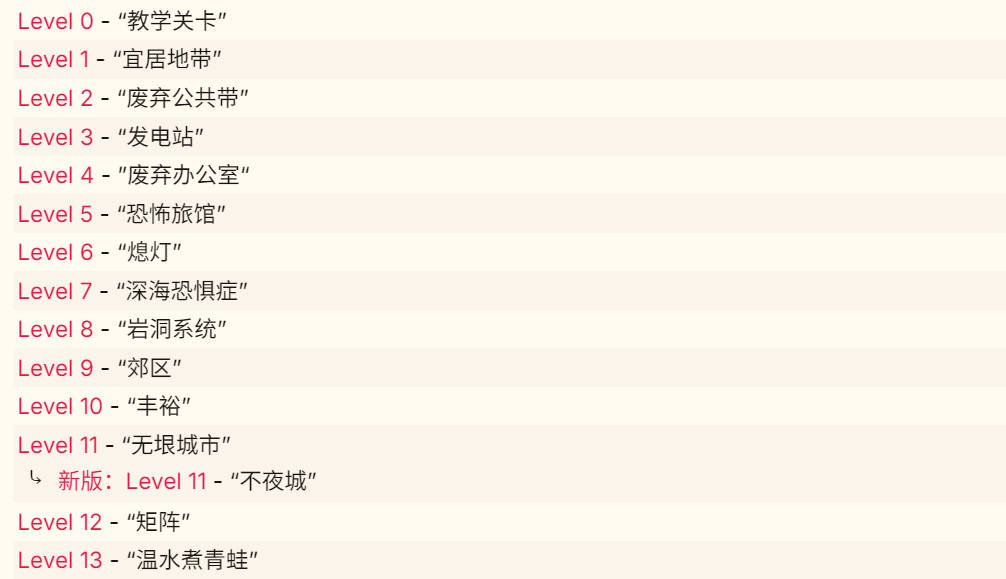 Level 0 - “教学关卡”
Level 1 - “宜居地带”
Level 2 - “废弃公共带”
Level 3 - “发电站”
Level 4 - ”废弃办公室“
Level 5 - “恐怖旅馆”
Level 6 - “熄灯”
Level 7 - “深海恐惧症”
Level 8 - “岩洞系统”
Level 9 - “郊区”
Level 10 - “丰裕”
Level 11 - “无垠城市”
↳ 新版：Level 11 - “不夜城”
Level 12 - “矩阵”
Level 13 - “温水煮青蛙”